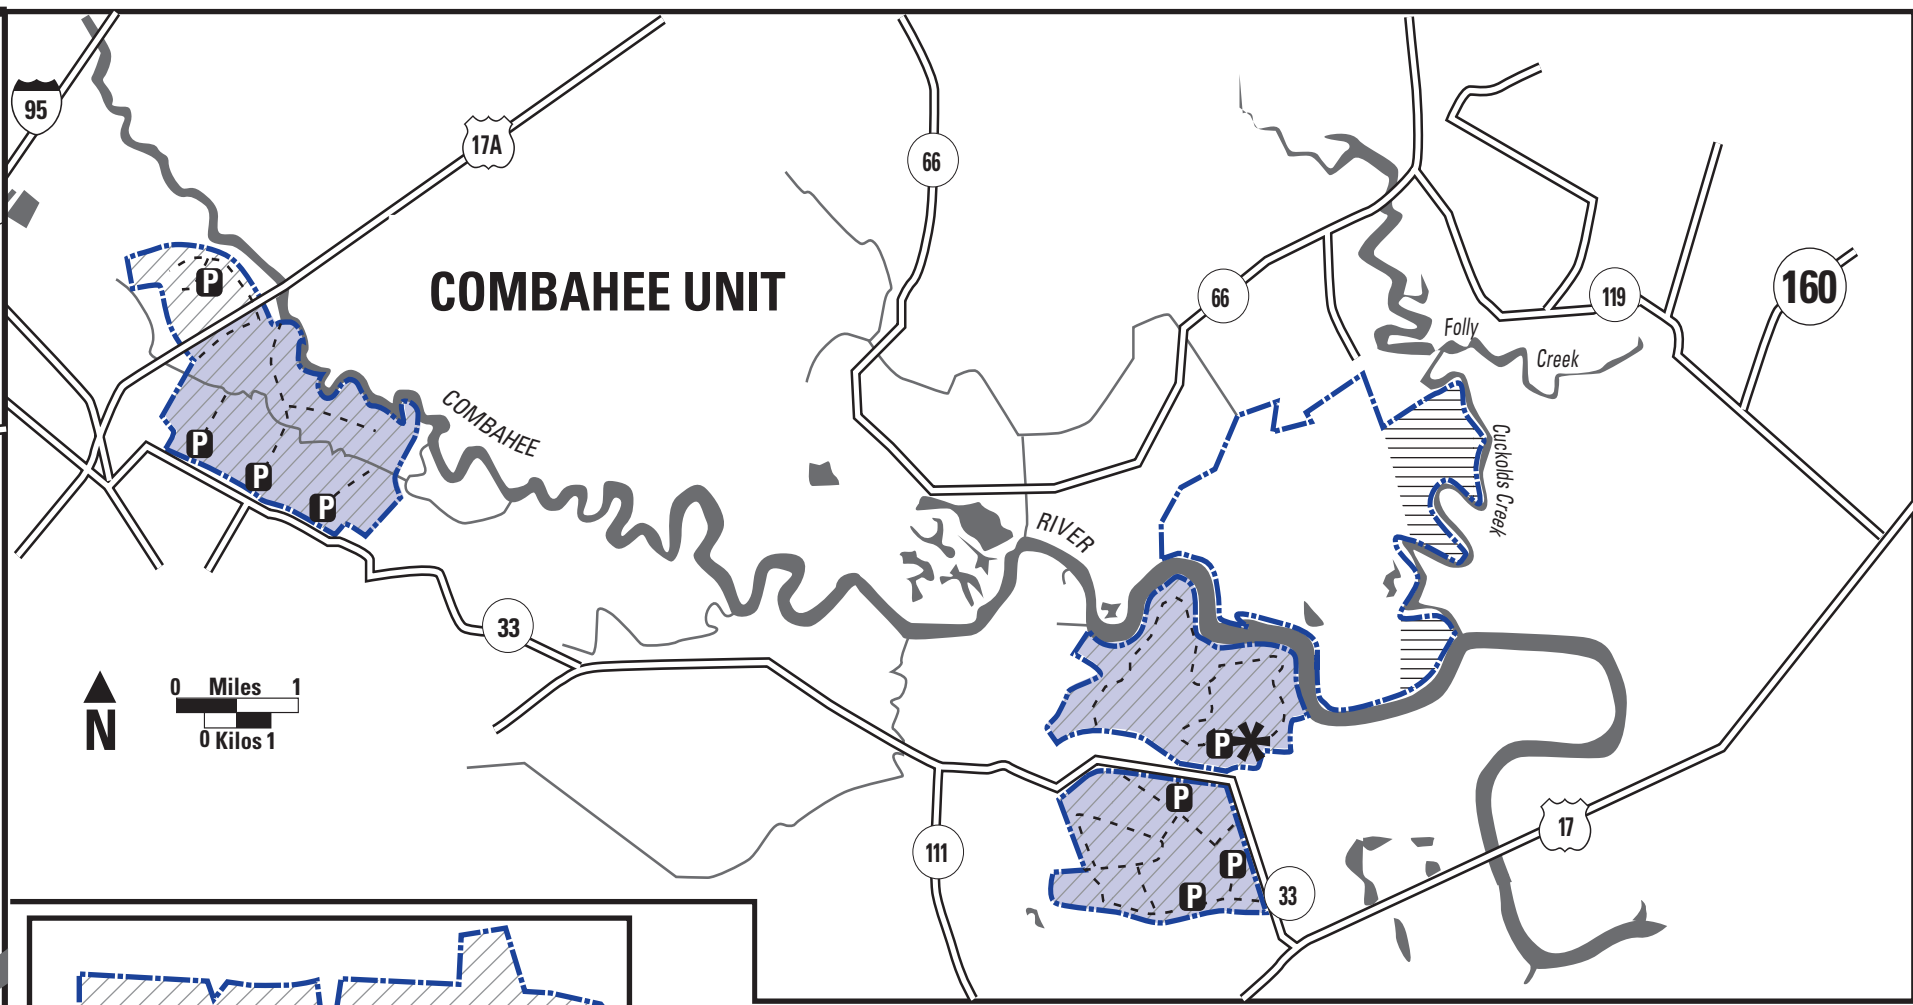 95
17A
66
COMBAHEE UNIT
66
119
160
Folly
Creek
P
COMBAHEE
Cuckolds Creek
P
P
P
RIVER
33
0 Miles 1
N
0 Kilos 1
P
P
17
111
P
P
33